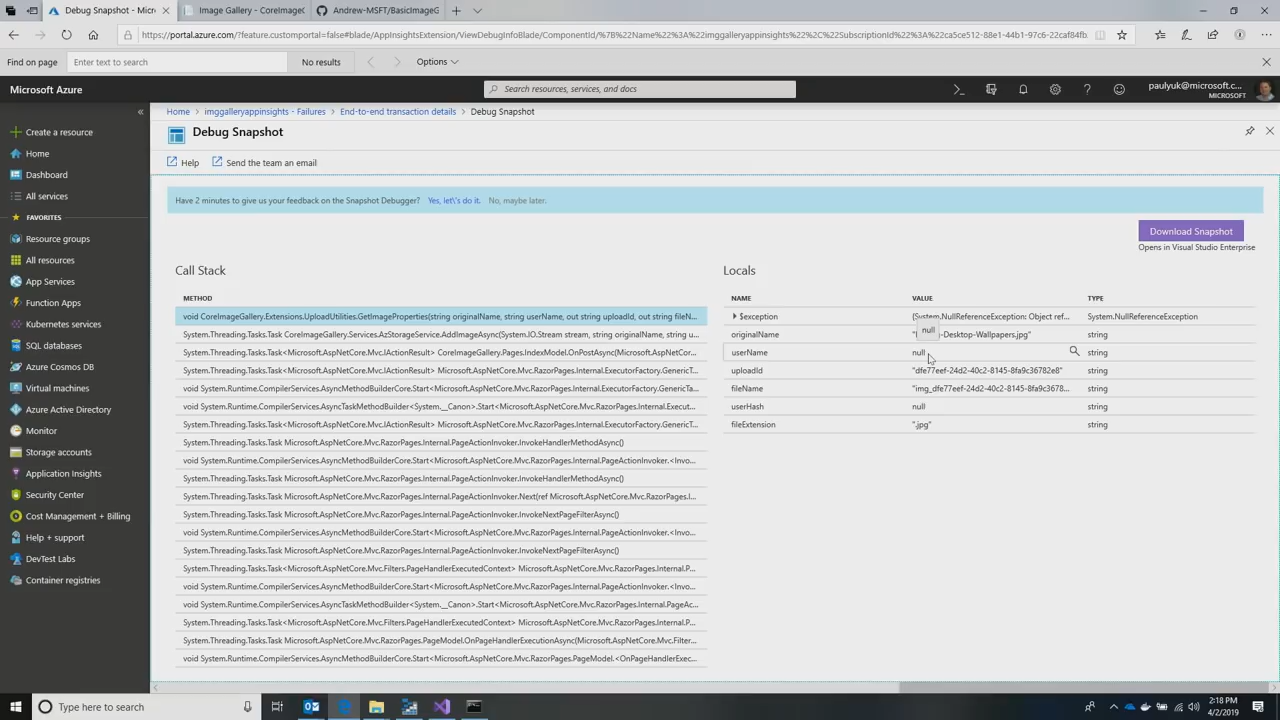 Debug Snapshot - Micr
Image Gallery - CoreImageG
Andrew-MSFT/BasicImageG
https://portal.azure.com/?feature.customportal=false#blade/AppInsightsExtension/ViewDebugInfoBlade/ComponentId/%7B%22Name%22%3A%22imggalleryappinsights%22%2C%22SubscriptionId%22%3A%22ca5ce512-88e1-44b1-97c6-22caf84fb
Find on page
Enter text to search
No results
Options
Microsoft Azure
Search resources, services, and docs
paulyuk@microsoft.c...
MICROSOFT
Home > imggalleryappinsights - Failures > End-to-end transaction details > Debug Snapshot
Debug Snapshot
Help
Send the team an email
Create a resource
Home
Dashboard
All services
FAVORITES
Resource groups
All resources
App Services
Function Apps
Kubernetes services
SQL databases
Azure Cosmos DB
Virtual machines
Azure Active Directory
Monitor
Storage accounts
Application Insights
Security Center
Cost Management + Billing
Help + support
DevTest Labs
Container registries
Have 2 minutes to give us your feedback on the Snapshot Debugger? Yes, let\'s do it. No, maybe later.
Download Snapshot
Opens in Visual Studio Enterprise
Call Stack
METHOD
void CoreImageGallery.Extensions.UploadUtilities.GetImageProperties(string originalName, string userName, out string uploadId, out string fileN...
System.Threading.Tasks.Task CoreImageGallery.Services.AzStorageService.AddImageAsync(System.IO.Stream stream, string originalName, string u...
System.Threading.Tasks.Task<Microsoft.AspNetCore.Mvc.IActionResult> CoreImageGallery.Pages.IndexModel.OnPostAsync(Microsoft.AspNetCor...
System.Threading.Tasks.Task<Microsoft.AspNetCore.Mvc.IActionResult> Microsoft.AspNetCore.Mvc.RazorPages.Internal.ExecutorFactory.GenericTa...
void System.Runtime.CompilerServices.AsyncTaskMethodBuilder<System.__Canon>.Start<Microsoft.AspNetCore.Mvc.RazorPages.Internal.Execut...
System.Threading.Tasks.Task<Microsoft.AspNetCore.Mvc.IActionResult> Microsoft.AspNetCore.Mvc.RazorPages.Internal.ExecutorFactory.GenericT...
System.Threading.Tasks.Task Microsoft.AspNetCore.Mvc.RazorPages.Internal.PageActionInvoker.InvokeHandlerMethodAsync()
void System.Runtime.CompilerServices.AsyncMethodBuilderCore.Start<Microsoft.AspNetCore.Mvc.RazorPages.Internal.PageActionInvoker.<Invo...
System.Threading.Tasks.Task Microsoft.AspNetCore.Mvc.RazorPages.Internal.PageActionInvoker.InvokeHandlerMethodAsync()
System.Threading.Tasks.Task Microsoft.AspNetCore.Mvc.RazorPages.Internal.PageActionInvoker.Next(ref Microsoft.AspNetCore.Mvc.RazorPages.I...
System.Threading.Tasks.Task Microsoft.AspNetCore.Mvc.RazorPages.Internal.PageActionInvoker.InvokeNextPageFilterAsync()
void System.Runtime.CompilerServices.AsyncMethodBuilderCore.Start<Microsoft.AspNetCore.Mvc.RazorPages.Internal.PageActionInvoker.<Invo...
System.Threading.Tasks.Task Microsoft.AspNetCore.Mvc.RazorPages.Internal.PageActionInvoker.InvokeNextPageFilterAsync()
System.Threading.Tasks.Task<Microsoft.AspNetCore.Mvc.Filters.PageHandlerExecutedContext> Microsoft.AspNetCore.Mvc.RazorPages.Internal.P...
void System.Runtime.CompilerServices.AsyncMethodBuilderCore.Start<Microsoft.AspNetCore.Mvc.RazorPages.Internal.PageActionInvoker.<Invo...
void System.Runtime.CompilerServices.AsyncTaskMethodBuilder<System.__Canon>.Start<Microsoft.AspNetCore.Mvc.RazorPages.Internal.PageAc...
System.Threading.Tasks.Task<Microsoft.AspNetCore.Mvc.Filters.PageHandlerExecutedContext> Microsoft.AspNetCore.Mvc.RazorPages.Internal.P...
System.Threading.Tasks.Task Microsoft.AspNetCore.Mvc.RazorPages.PageModel.OnPageHandlerExecutionAsync(Microsoft.AspNetCore.Mvc.Filter...
void System.Runtime.CompilerServices.AsyncMethodBuilderCore.Start<Microsoft.AspNetCore.Mvc.RazorPages.PageModel.<OnPageHandlerExec...
Locals
NAME VALUE TYPE
$exception {System.NullReferenceException: Object ref... System.NullReferenceException
null
originalName -Desktop-Wallpapers.jpg" string
userName null string
uploadId "dfe77eef-24d2-40c2-8145-8fa9c36782e8" string
fileName "img_dfe77eef-24d2-40c2-8145-8fa9c3678... string
userHash null string
fileExtension ".jpg" string
Type here to search
2:18 PM
4/2/2019